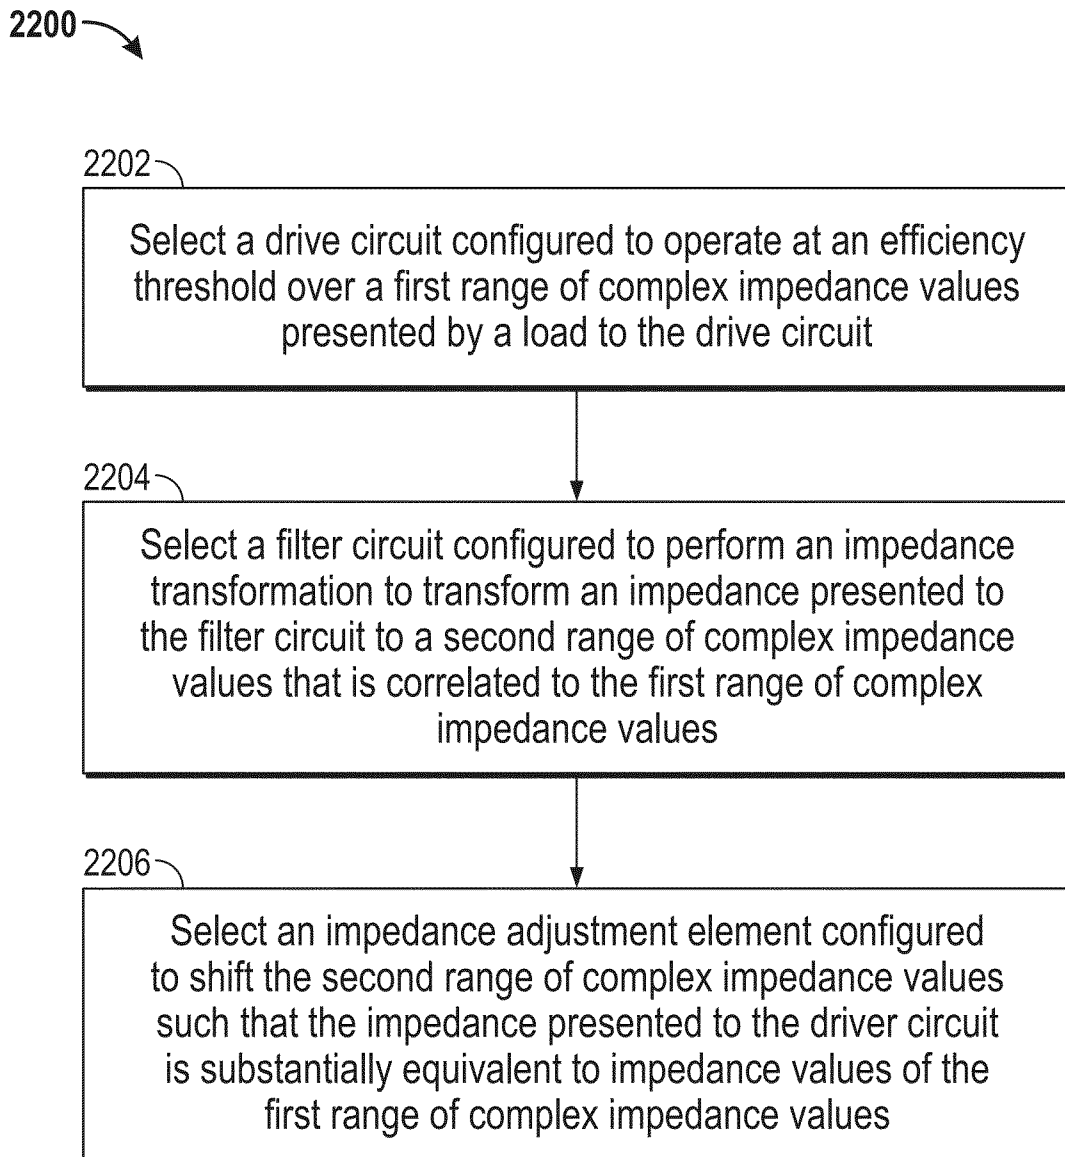 2200
2202
Select a drive circuit configured to operate at an efficiency
threshold over a first range of complex impedance values
presented by a load to the drive circuit
2204
Select a filter circuit configured to perform an impedance
transformation to transform an impedance presented to
the filter circuit to a second range of complex impedance
values that is correlated to the first range of complex
impedance values
2206
Select an impedance adjustment element configured
to shift the second range of complex impedance values
such that the impedance presented to the driver circuit
is substantially equivalent to impedance values of the
first range of complex impedance values